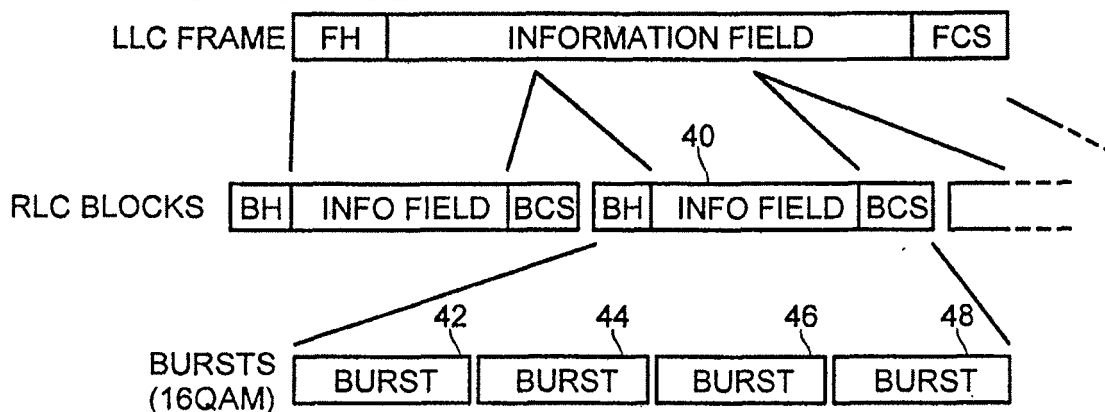 LLC FRAME FH INFORMATION FIELD FCS
40
RLC BLOCKS BH INFO FIELD BCS BH INFO FIELD BCS
42 44 46 48
BURSTS BURST BURST BURST BURST
(16QAM)